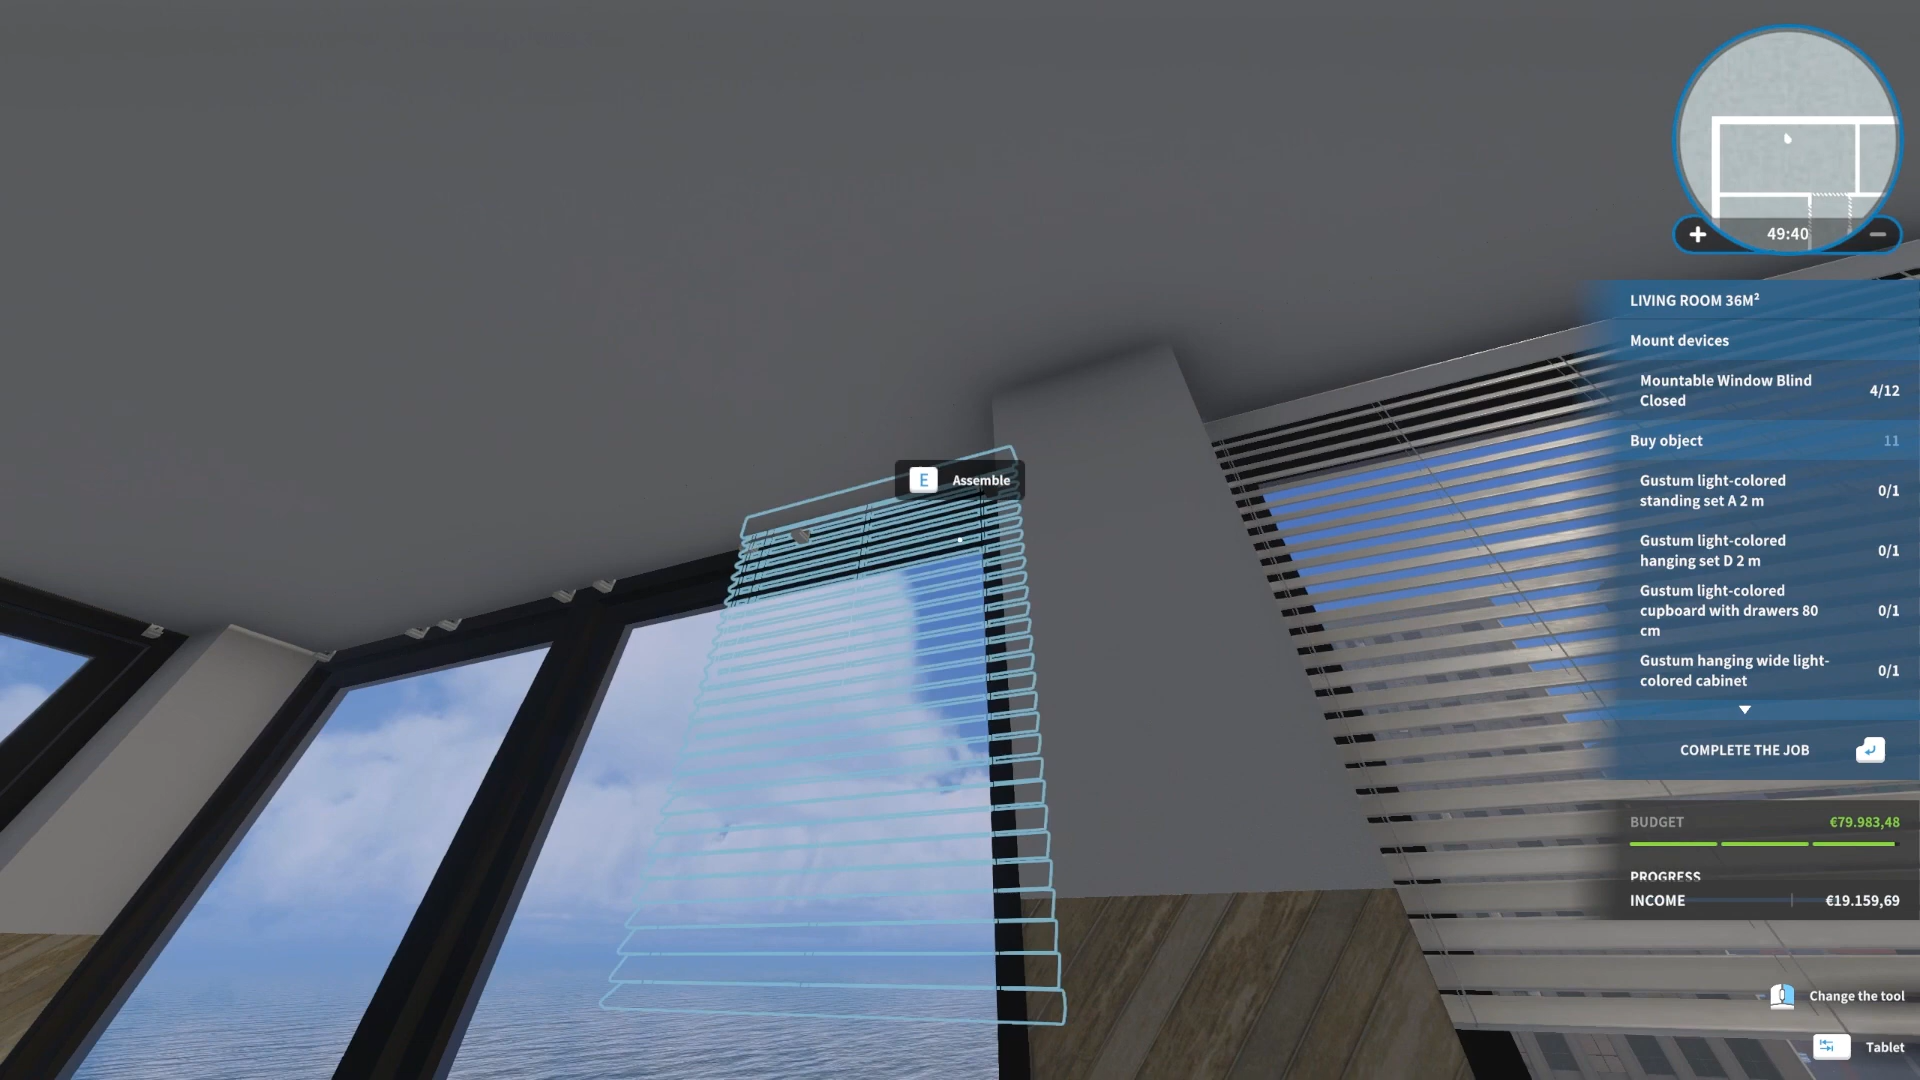 49:40
LIVING ROOM 36M²
Mount devices
Mountable Window Blind
Closed
4/12
Buy object
11
Gustum light-colored
standing set A 2 m
0/1
Gustum light-colored
hanging set D 2 m
0/1
Gustum light-colored
cupboard with drawers 80
cm
0/1
Gustum hanging wide light-
colored cabinet
0/1
E Assemble
COMPLETE THE JOB
BUDGET €79.983,48
PROGRESS
INCOME €19.159,69
Change the tool
Tablet